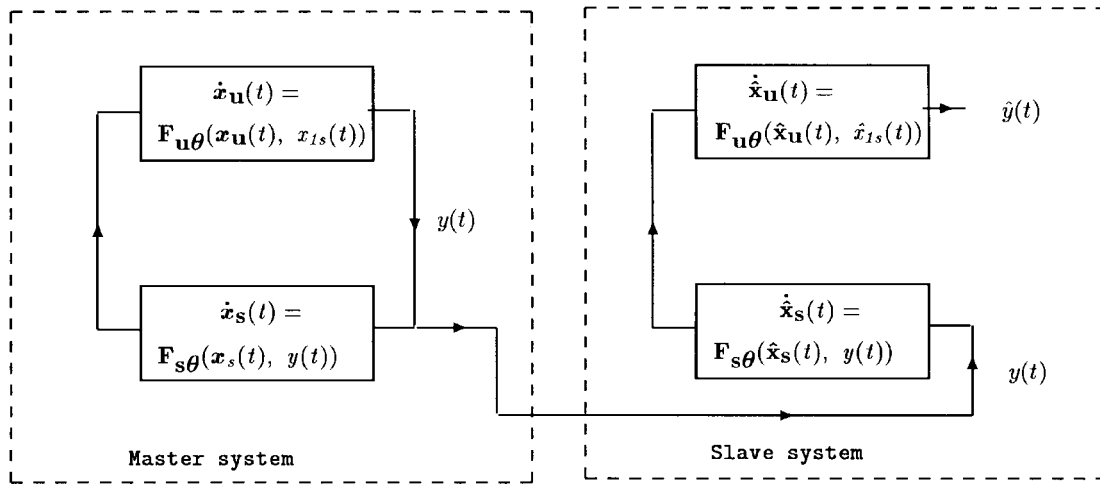 ẋ𝐮(t) =
F𝐮θ(x𝐮(t), x1s(t))
y(t)
ẋs(t) =
Fsθ(xs(t), y(t))
Master system
x̂̇u(t) =
Fuθ(x̂u(t), x̂1s(t))
ŷ(t)
x̂̇s(t) =
Fsθ(x̂s(t), y(t))
y(t)
Slave system